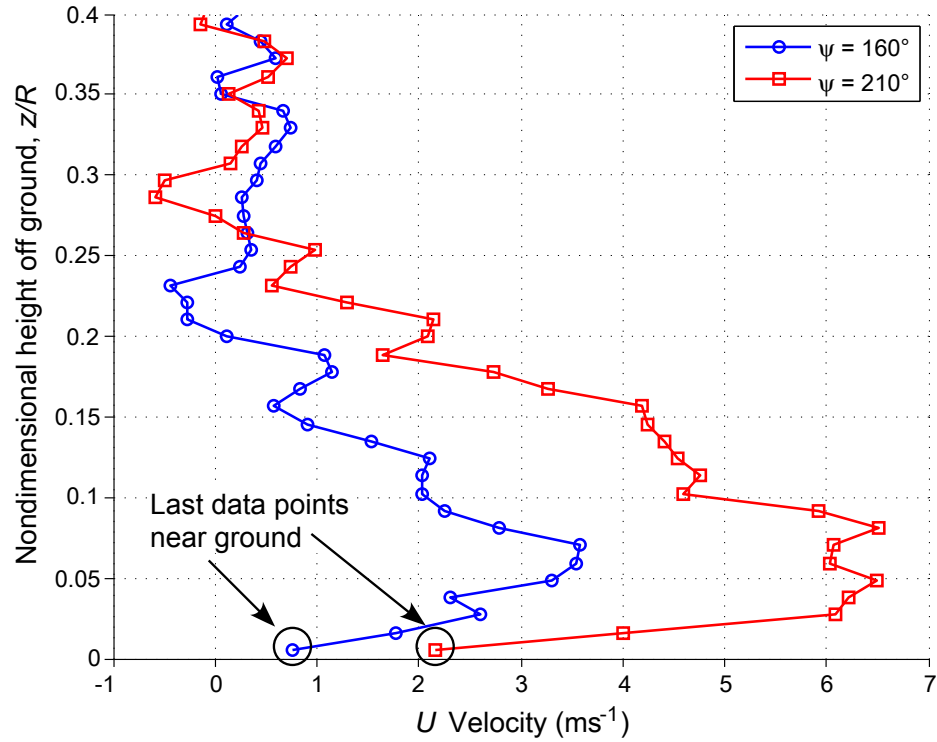 0.4
0.35
0.3
0.25
0.2
0.15
0.1
0.05
0
Nondimensional height off ground, z/R
ψ = 160°
ψ = 210°
Last data points
near ground
-1 0 1 2 3 4 5 6 7
U Velocity (ms⁻¹)